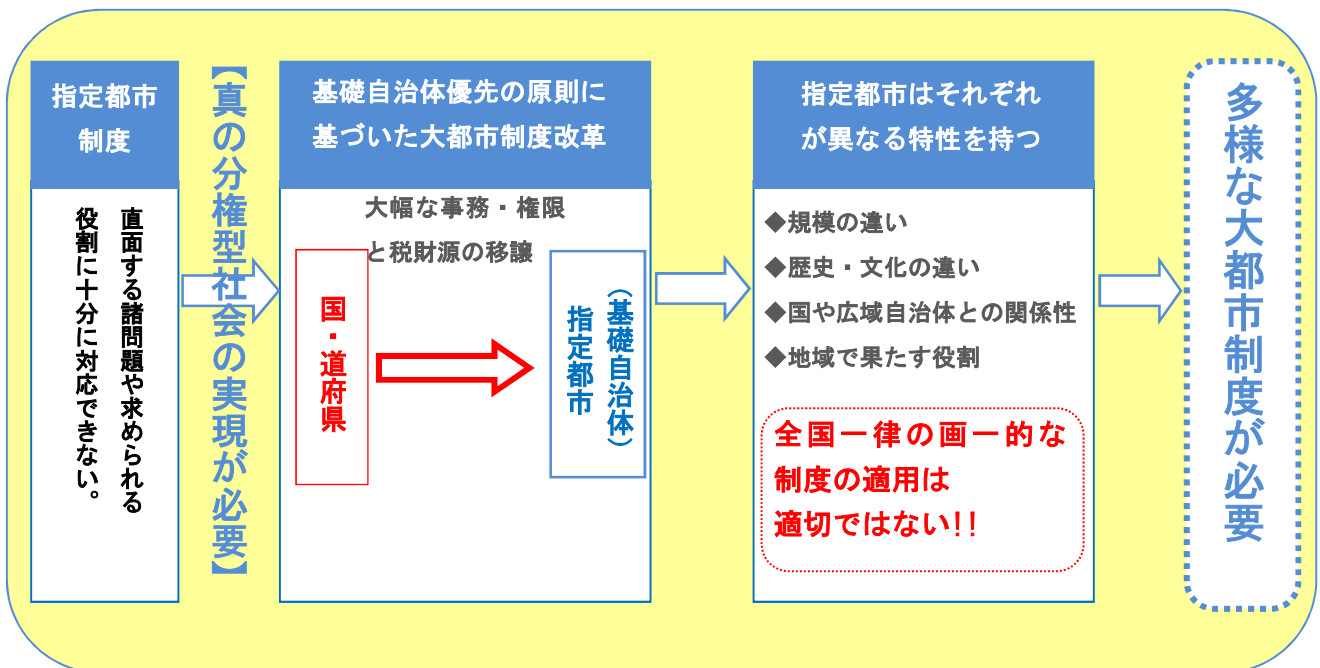 指定都市
制度
直面する諸問題や求められる
役割に十分に対応できない。
【真の分権型社会の実現が必要】
基礎自治体優先の原則に
基づいた大都市制度改革
大幅な事務・権限
と税財源の移譲
国・道府県
(基礎自治体)
指定都市
指定都市はそれぞれ
が異なる特性を持つ
◆規模の違い
◆歴史・文化の違い
◆国や広域自治体との関係性
◆地域で果たす役割
全国一律の画一的な
制度の適用は
適切ではない!!
多様な大都市制度が必要